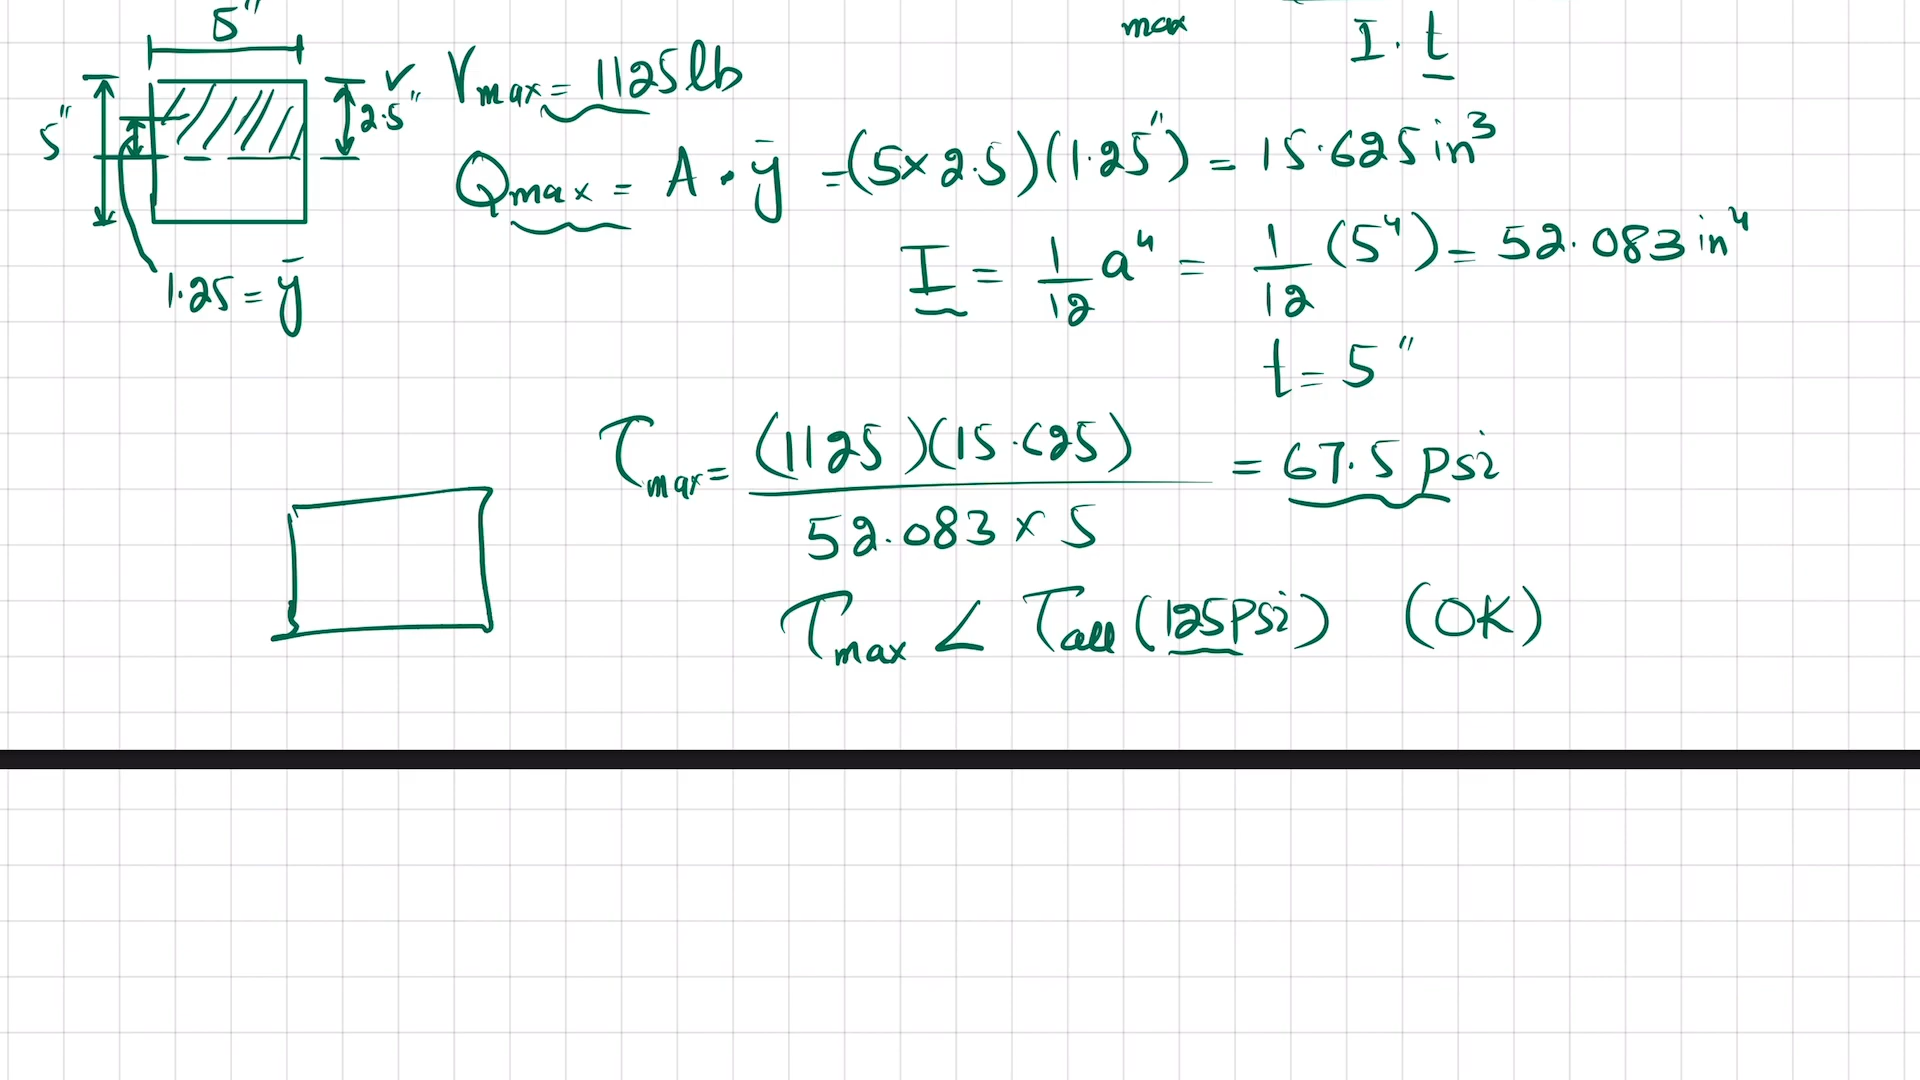 5"
max
I · t
5"
2.5"
Vmax = 1125 lb
Qmax = A · ȳ = (5 x 2.5)(1.25") = 15.625 in³
1.25 = ȳ
I = 1/12 a⁴ = 1/12 (5⁴) = 52.083 in⁴
t = 5"
τmax = (1125)(15.625) / 52.083 x 5 = 67.5 psi
τmax < τall (125 psi) (OK)